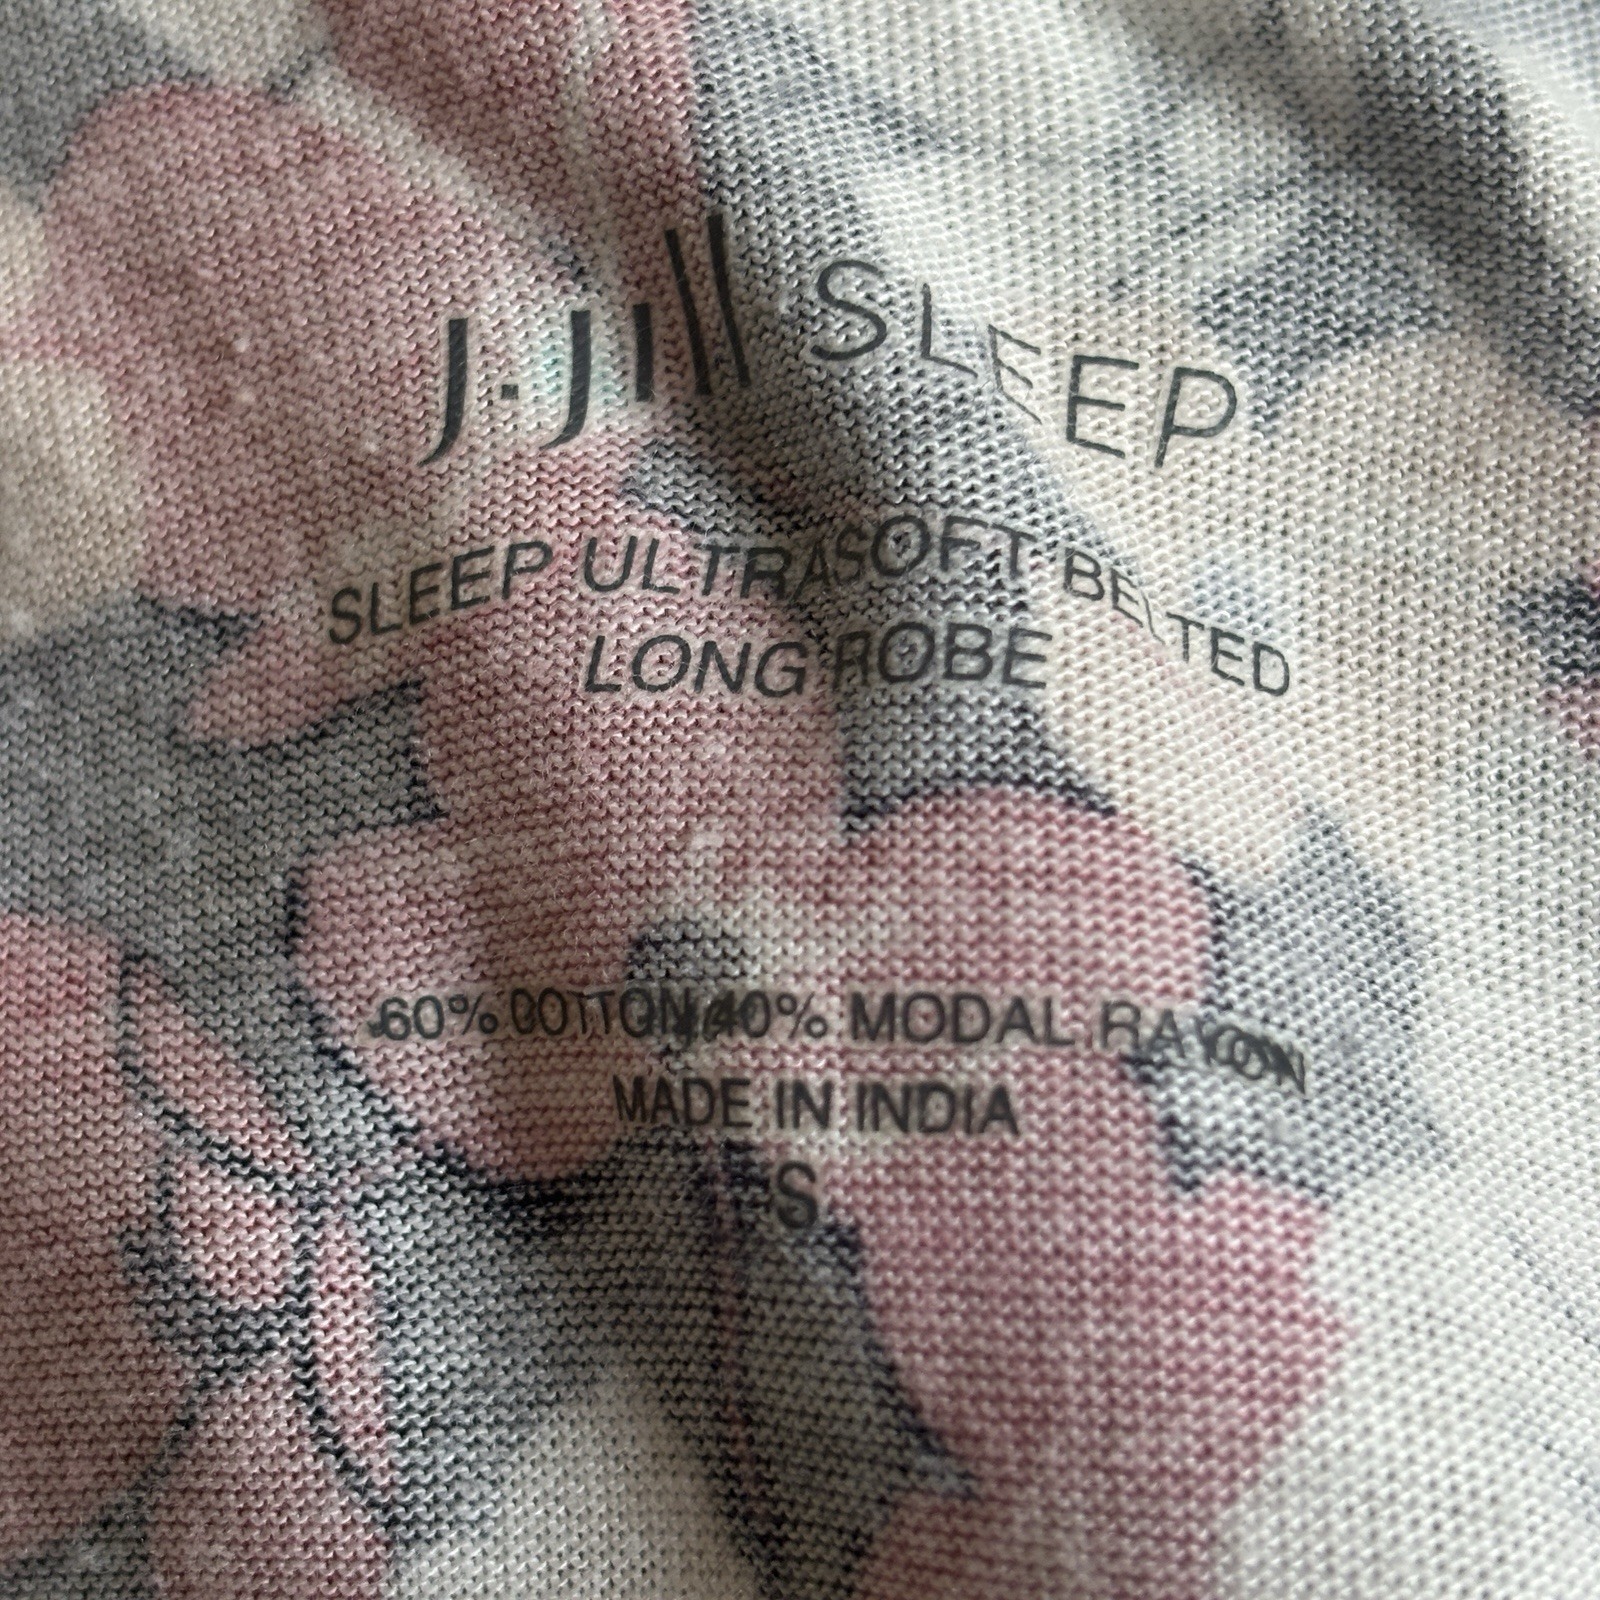 J.Jill SLEEP
SLEEP ULTRASOFT BELTED
LONG ROBE
60% COTTON/40% MODAL RAYON
MADE IN INDIA
S